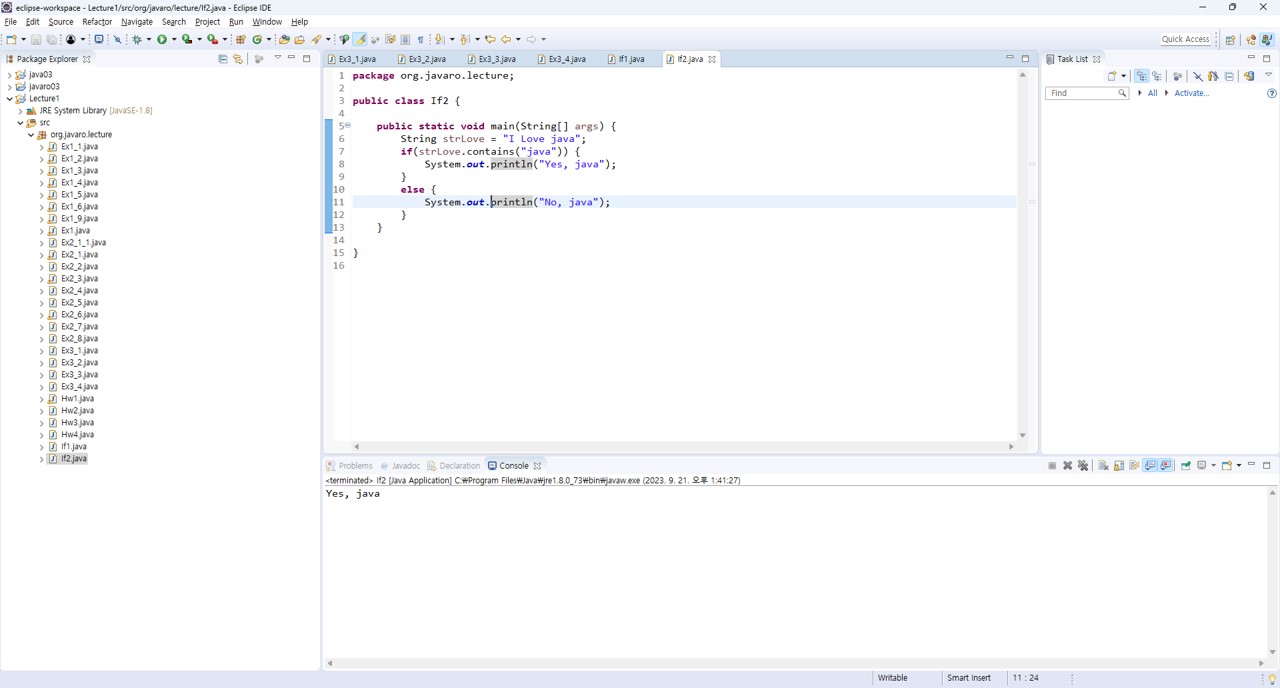 eclipse-workspace - Lecture1/src/org/javaro/lecture/If2.java - Eclipse IDE
File Edit Source Refactor Navigate Search Project Run Window Help
Quick Access
Package Explorer
java03
javaro03
Lecture1
JRE System Library [JavaSE-1.8]
src
org.javaro.lecture
Ex1_1.java
Ex1_2.java
Ex1_3.java
Ex1_4.java
Ex1_5.java
Ex1_6.java
Ex1_9.java
Ex1.java
Ex2_1_1.java
Ex2_1.java
Ex2_2.java
Ex2_3.java
Ex2_4.java
Ex2_5.java
Ex2_6.java
Ex2_7.java
Ex2_8.java
Ex3_1.java
Ex3_2.java
Ex3_3.java
Ex3_4.java
Hw1.java
Hw2.java
Hw3.java
Hw4.java
If1.java
If2.java
Ex3_1.java Ex3_2.java Ex3_3.java Ex3_4.java If1.java If2.java
1 package org.javaro.lecture;
2
3 public class If2 {
4
5 public static void main(String[] args) {
6 String strLove = "I Love java";
7 if(strLove.contains("java")) {
8 System.out.println("Yes, java");
9 }
10 else {
11 System.out.println("No, java");
12 }
13 }
14
15 }
16
Task List
Find All Activate...
Problems Javadoc Declaration Console
<terminated> If2 [Java Application] C:₩Program Files₩Java₩jre1.8.0_73₩bin₩javaw.exe (2023. 9. 21. 오후 1:41:27)
Yes, java
Writable Smart Insert 11 : 24